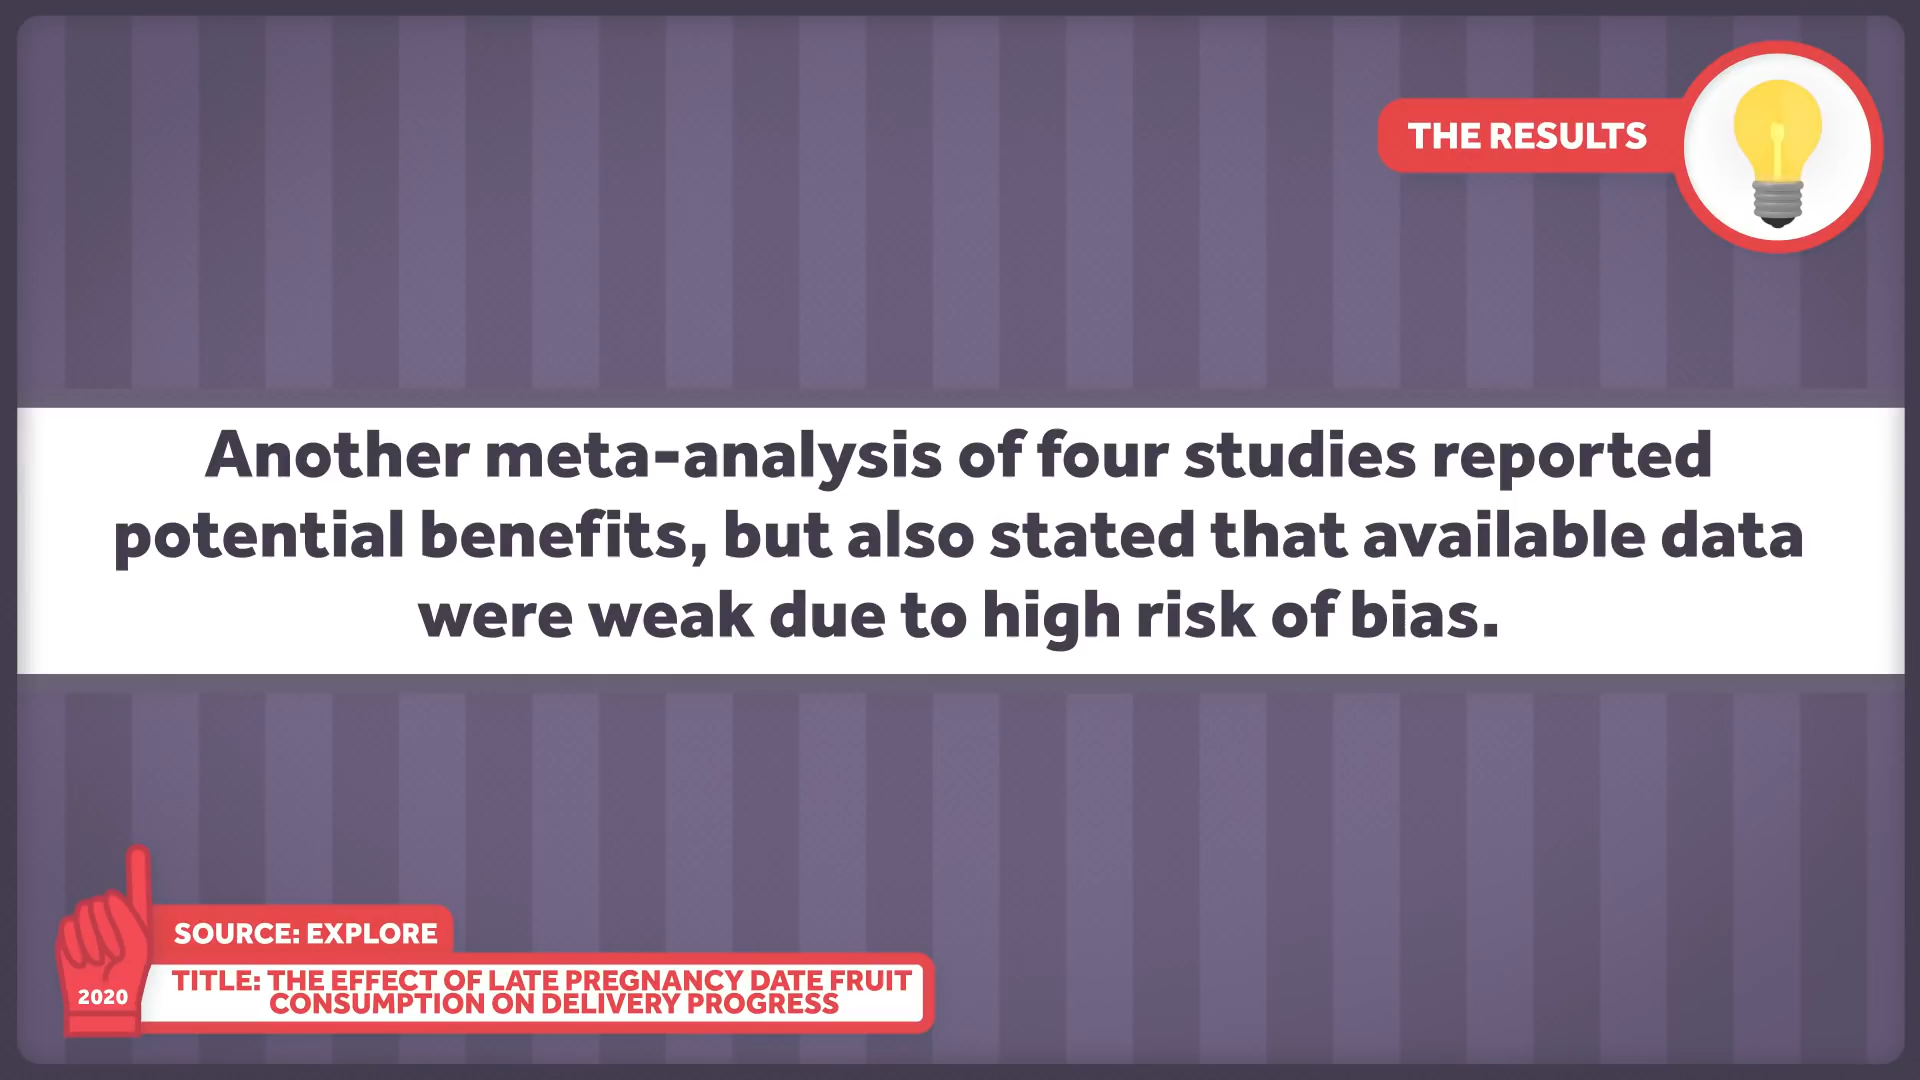 THE RESULTS
Another meta-analysis of four studies reported
potential benefits, but also stated that available data
were weak due to high risk of bias.
SOURCE: EXPLORE
2020
TITLE: THE EFFECT OF LATE PREGNANCY DATE FRUIT
CONSUMPTION ON DELIVERY PROGRESS